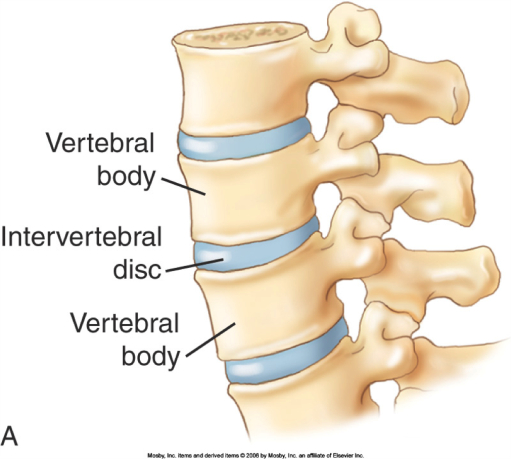 Vertebral
body
Intervertebral
disc
Vertebral
body
A
Mosby, Inc. items and derived items © 2006 by Mosby, Inc. an affiliate of Elsevier Inc.